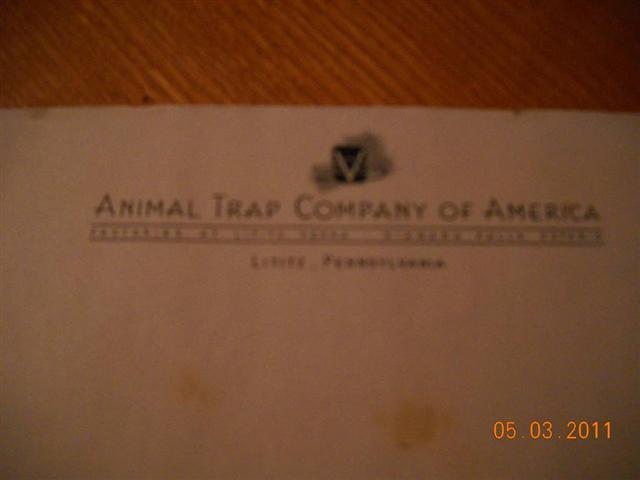 V
ANIMAL TRAP COMPANY OF AMERICA
LITITZ, PENNSYLVANIA
05.03.2011